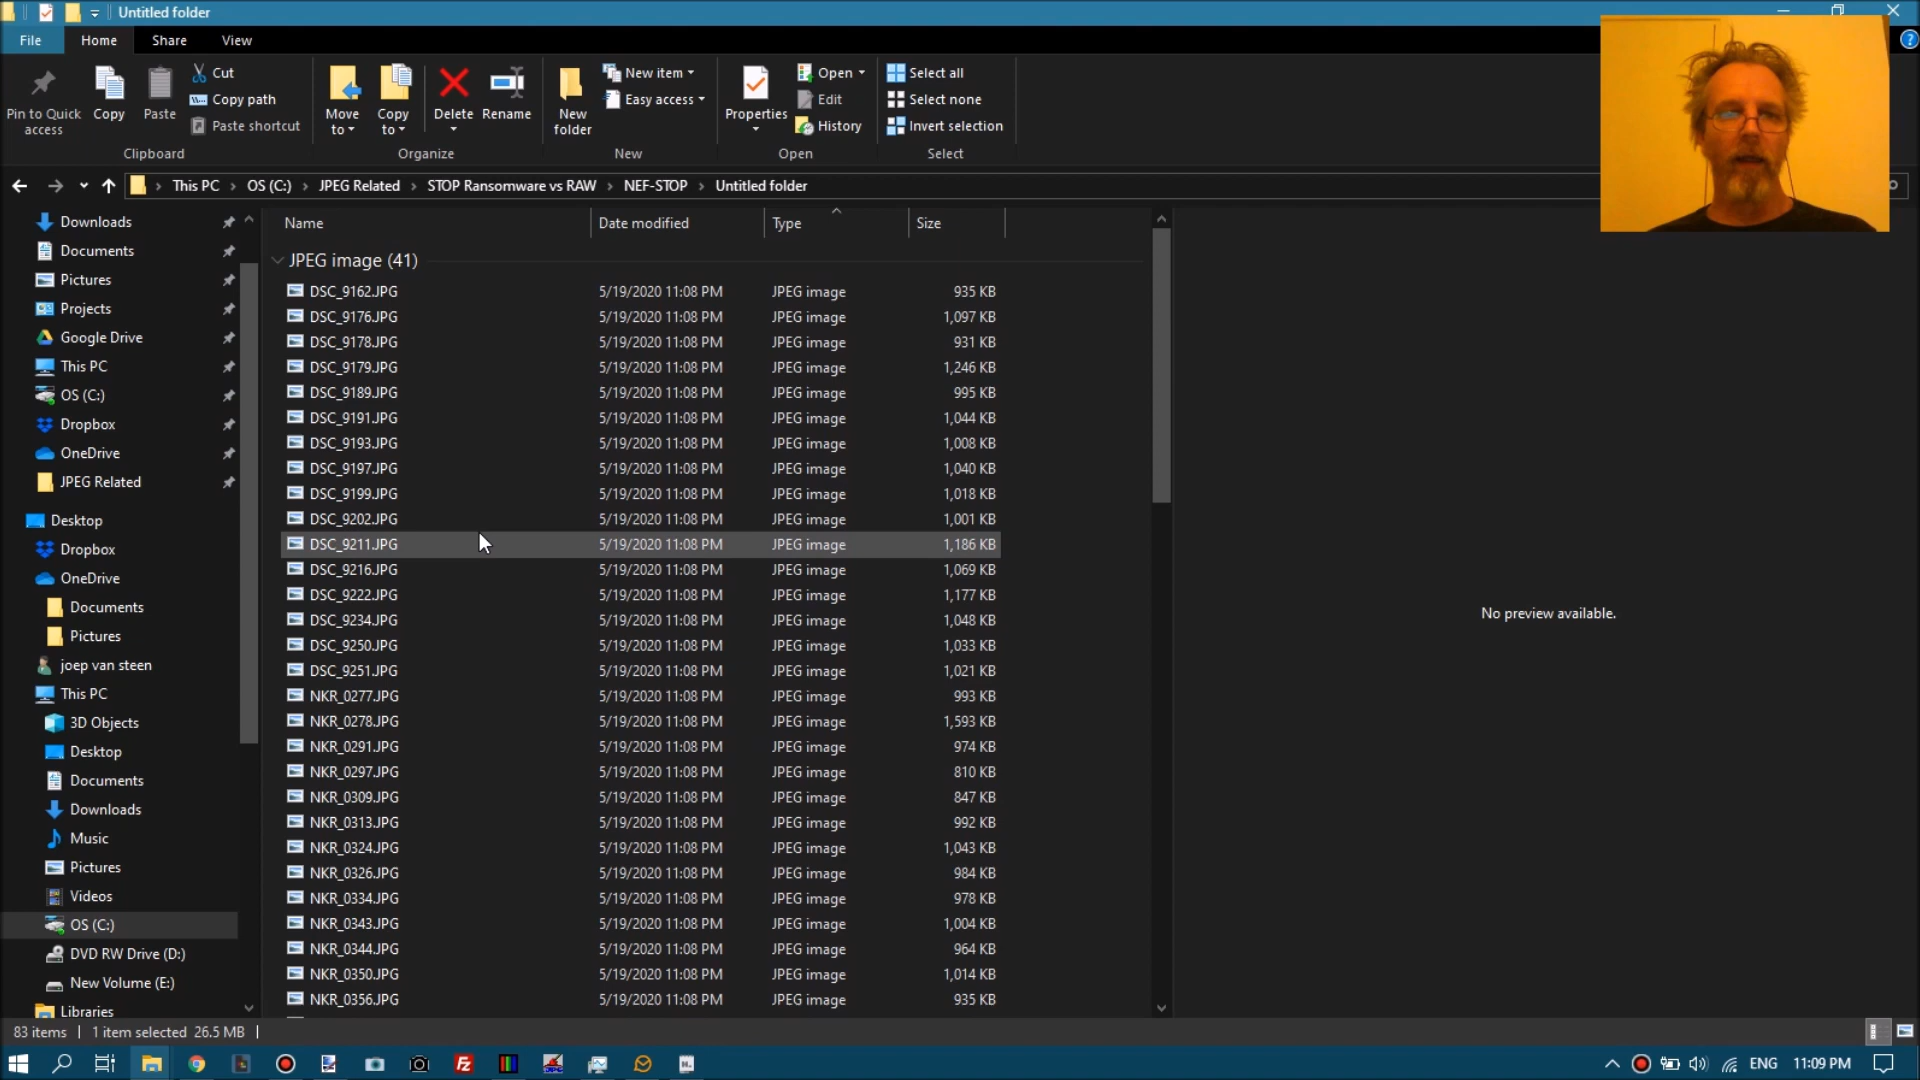 Untitled folder
File Home Share View
Pin to Quick access
Copy
Paste
Cut
Copy path
Paste shortcut
Clipboard
Move to
Copy to
Delete
Rename
Organize
New folder
New item
Easy access
New
Properties
Open
Edit
History
Open
Select all
Select none
Invert selection
Select
This PC › OS (C:) › JPEG Related › STOP Ransomware vs RAW › NEF-STOP › Untitled folder
Downloads
Documents
Pictures
Projects
Google Drive
This PC
OS (C:)
Dropbox
OneDrive
JPEG Related
Desktop
Dropbox
OneDrive
Documents
Pictures
joep van steen
This PC
3D Objects
Desktop
Documents
Downloads
Music
Pictures
Videos
OS (C:)
DVD RW Drive (D:)
New Volume (E:)
Libraries
Name Date modified Type Size
JPEG image (41)
DSC_9162.JPG 5/19/2020 11:08 PM JPEG image 935 KB
DSC_9176.JPG 5/19/2020 11:08 PM JPEG image 1,097 KB
DSC_9178.JPG 5/19/2020 11:08 PM JPEG image 931 KB
DSC_9179.JPG 5/19/2020 11:08 PM JPEG image 1,246 KB
DSC_9189.JPG 5/19/2020 11:08 PM JPEG image 995 KB
DSC_9191.JPG 5/19/2020 11:08 PM JPEG image 1,044 KB
DSC_9193.JPG 5/19/2020 11:08 PM JPEG image 1,008 KB
DSC_9197.JPG 5/19/2020 11:08 PM JPEG image 1,040 KB
DSC_9199.JPG 5/19/2020 11:08 PM JPEG image 1,018 KB
DSC_9202.JPG 5/19/2020 11:08 PM JPEG image 1,001 KB
DSC_9211.JPG 5/19/2020 11:08 PM JPEG image 1,186 KB
DSC_9216.JPG 5/19/2020 11:08 PM JPEG image 1,069 KB
DSC_9222.JPG 5/19/2020 11:08 PM JPEG image 1,177 KB
DSC_9234.JPG 5/19/2020 11:08 PM JPEG image 1,048 KB
DSC_9250.JPG 5/19/2020 11:08 PM JPEG image 1,033 KB
DSC_9251.JPG 5/19/2020 11:08 PM JPEG image 1,021 KB
NKR_0277.JPG 5/19/2020 11:08 PM JPEG image 993 KB
NKR_0278.JPG 5/19/2020 11:08 PM JPEG image 1,593 KB
NKR_0291.JPG 5/19/2020 11:08 PM JPEG image 974 KB
NKR_0297.JPG 5/19/2020 11:08 PM JPEG image 810 KB
NKR_0309.JPG 5/19/2020 11:08 PM JPEG image 847 KB
NKR_0313.JPG 5/19/2020 11:08 PM JPEG image 992 KB
NKR_0324.JPG 5/19/2020 11:08 PM JPEG image 1,043 KB
NKR_0326.JPG 5/19/2020 11:08 PM JPEG image 984 KB
NKR_0334.JPG 5/19/2020 11:08 PM JPEG image 978 KB
NKR_0343.JPG 5/19/2020 11:08 PM JPEG image 1,004 KB
NKR_0344.JPG 5/19/2020 11:08 PM JPEG image 964 KB
NKR_0350.JPG 5/19/2020 11:08 PM JPEG image 1,014 KB
NKR_0356.JPG 5/19/2020 11:08 PM JPEG image 935 KB
No preview available.
83 items 1 item selected 26.5 MB
ENG 11:09 PM